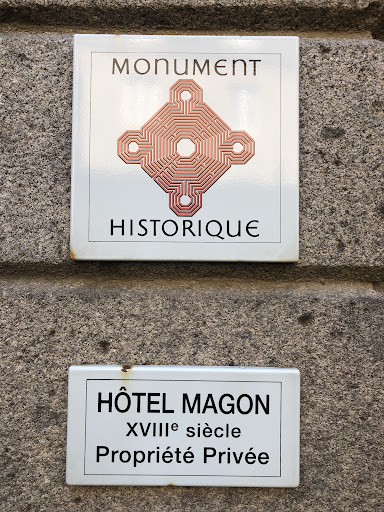 MONUMENT
HISTORIQUE
HÔTEL MAGON
XVIIIᵉ siècle
Propriété Privée